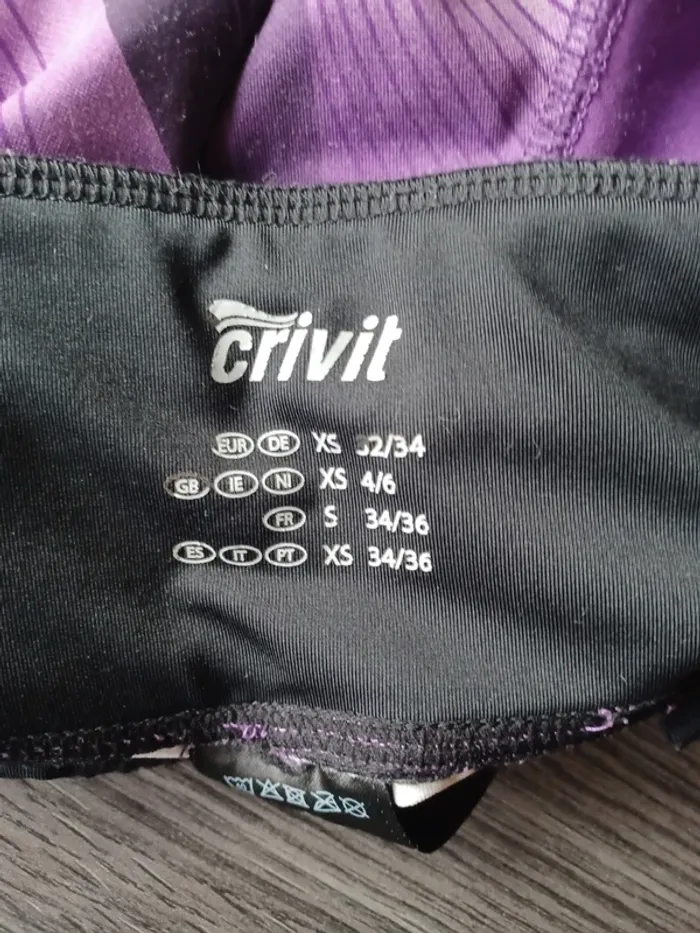 crivit
EUR DE XS 32/34
GB IE NI XS 4/6
FR S 34/36
ES IT PT XS 34/36